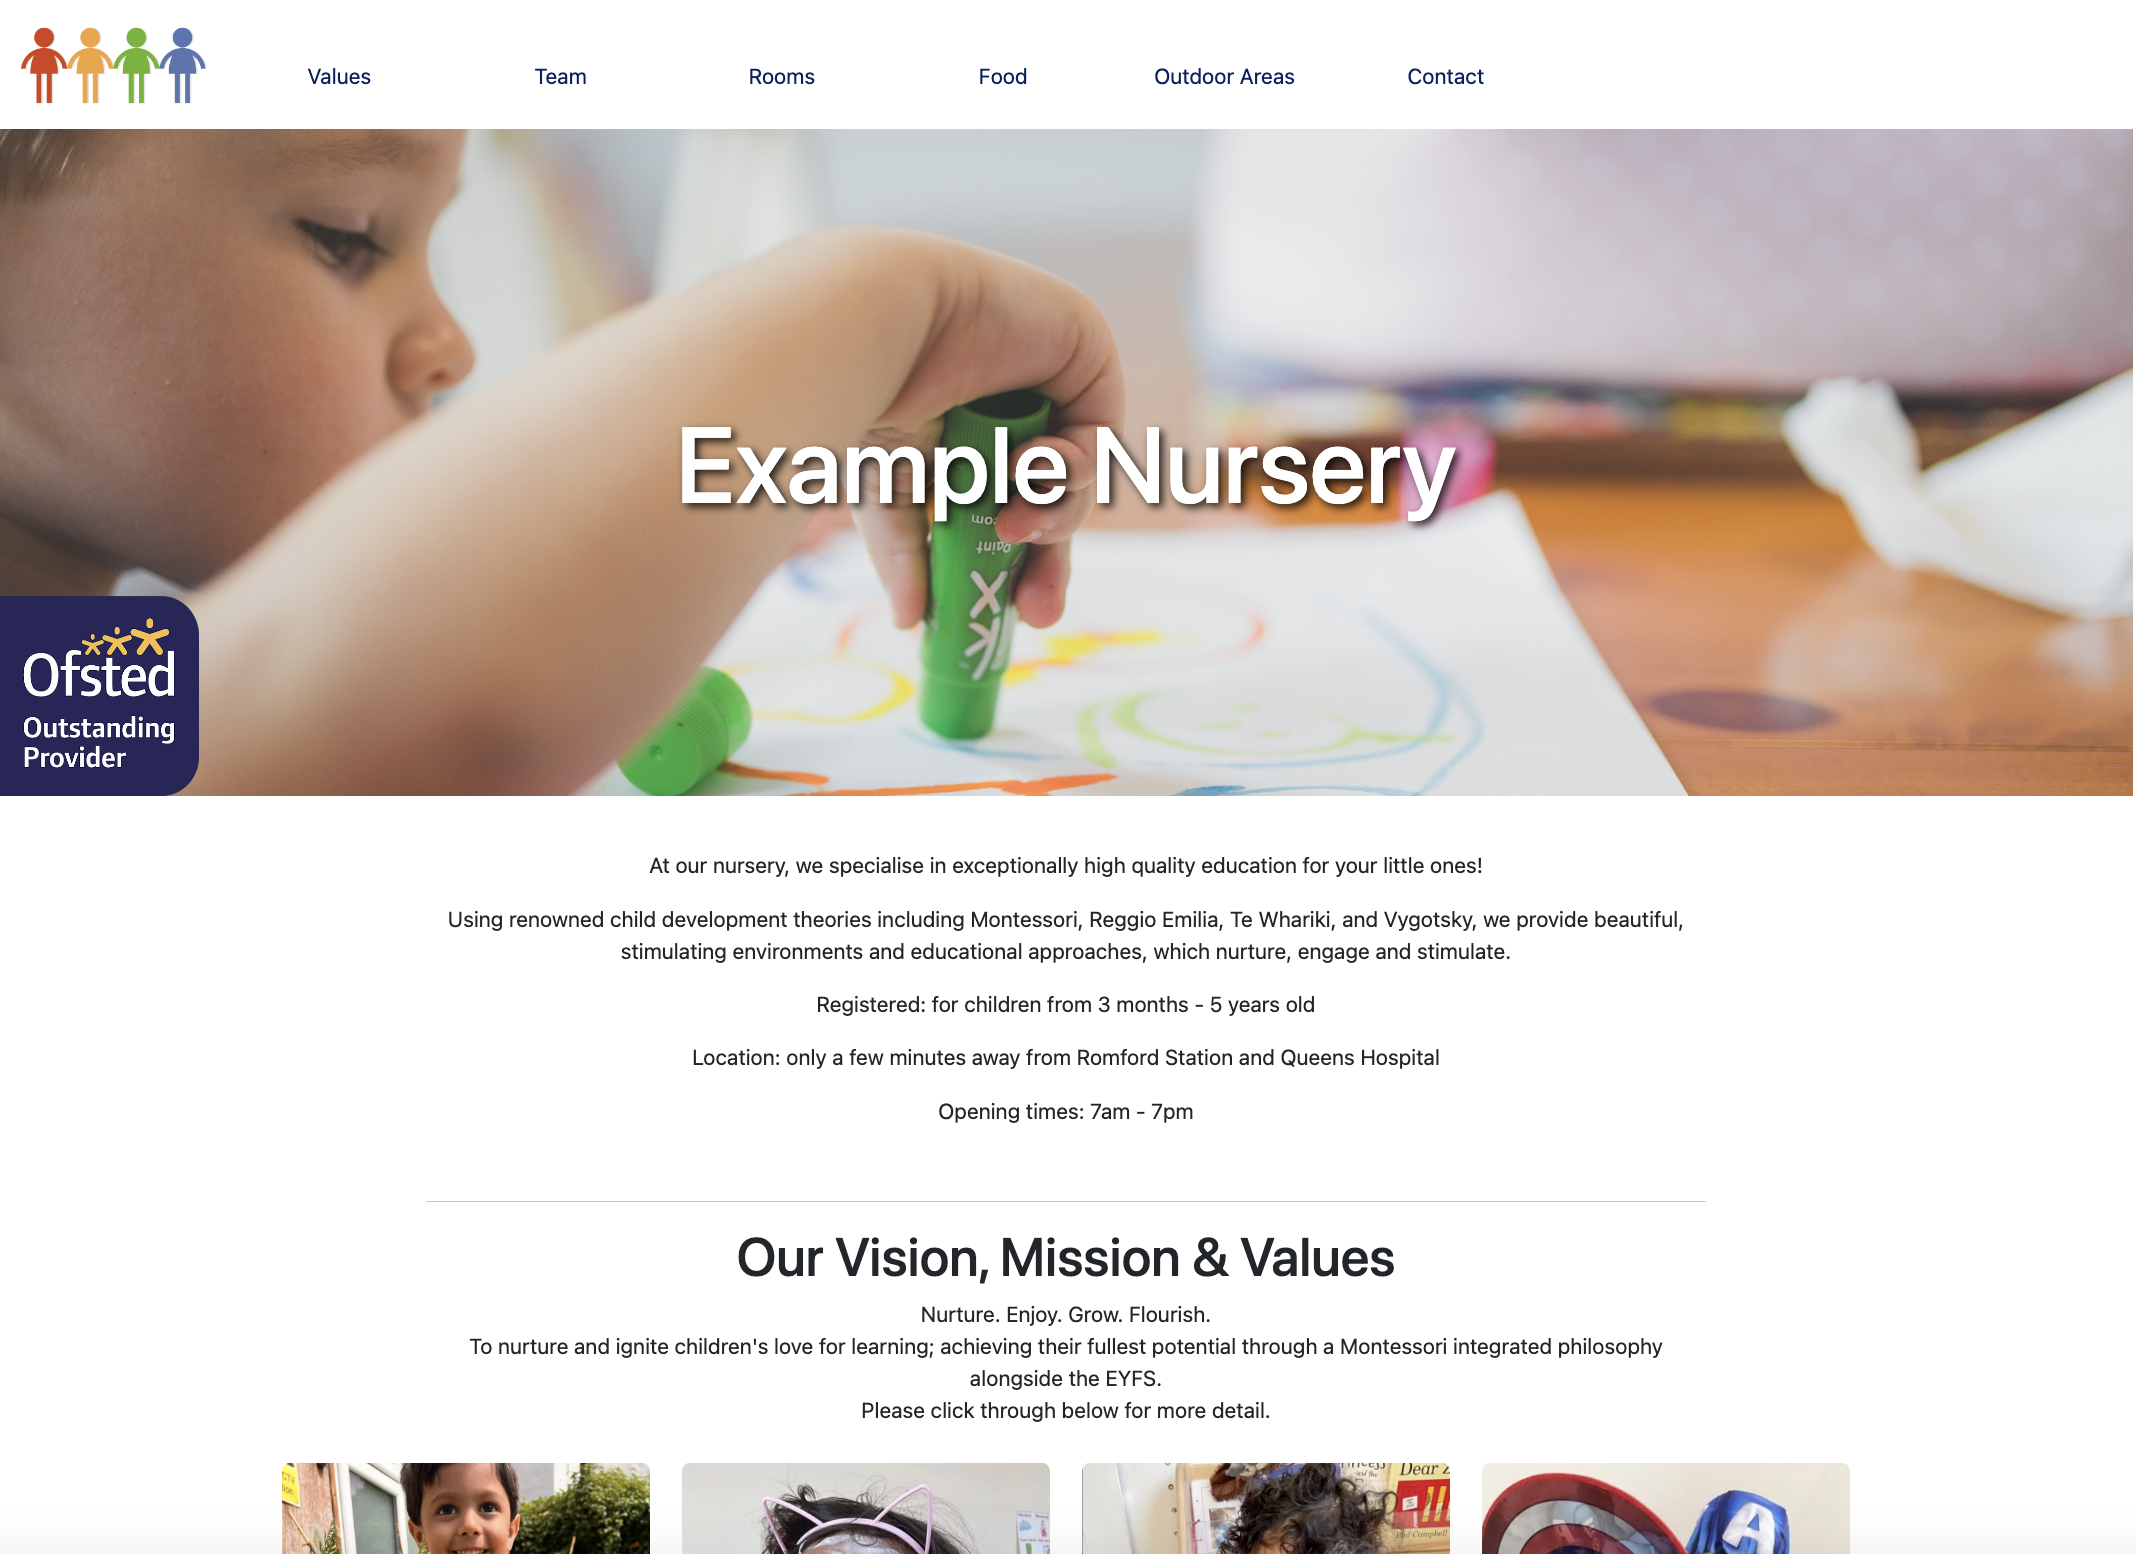 Values
Team
Rooms
Food
Outdoor Areas
Contact
Example Nursery
.com
Paint
Ofsted
Outstanding
Provider
At our nursery, we specialise in exceptionally high quality education for your little ones!
Using renowned child development theories including Montessori, Reggio Emilia, Te Whariki, and Vygotsky, we provide beautiful,
stimulating environments and educational approaches, which nurture, engage and stimulate.
Registered: for children from 3 months - 5 years old
Location: only a few minutes away from Romford Station and Queens Hospital
Opening times: 7am - 7pm
Our Vision, Mission & Values
Nurture. Enjoy. Grow. Flourish.
To nurture and ignite children's love for learning; achieving their fullest potential through a Montessori integrated philosophy
alongside the EYFS.
Please click through below for more detail.
Dear
Rod Campbell
A